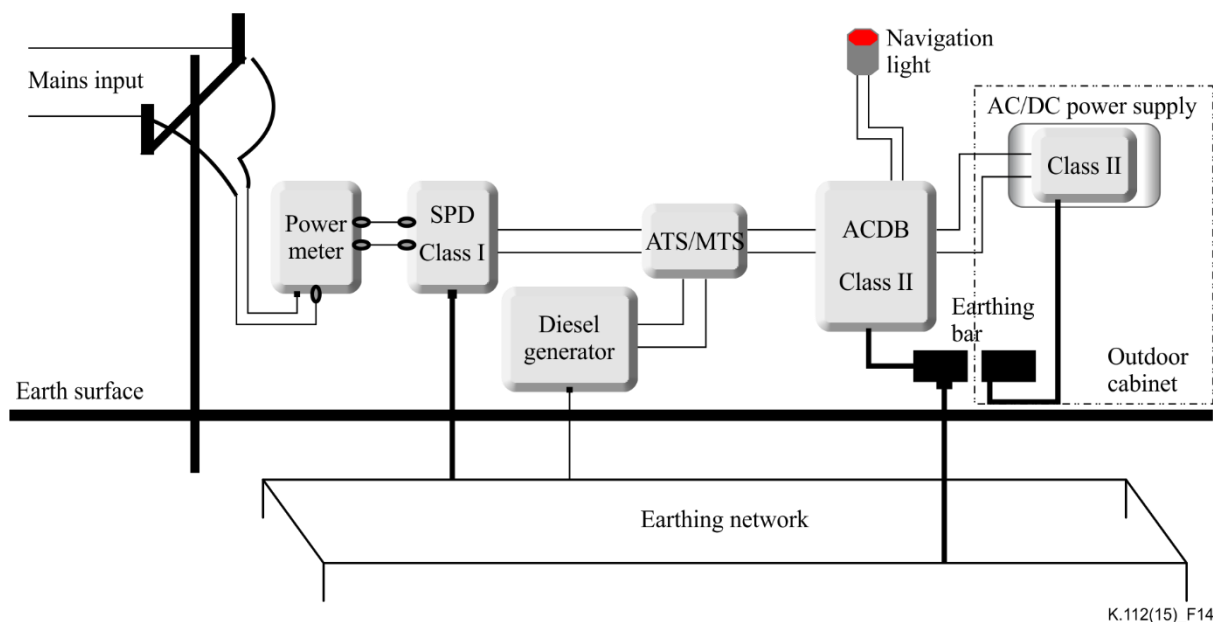 Mains input
Navigation
light
AC/DC power supply
Class II
Power
meter
SPD
Class I
ATS/MTS
ACDB
Class II
Diesel
generator
Earthing
bar
Outdoor
cabinet
Earth surface
Earthing network
K.112(15)_F14